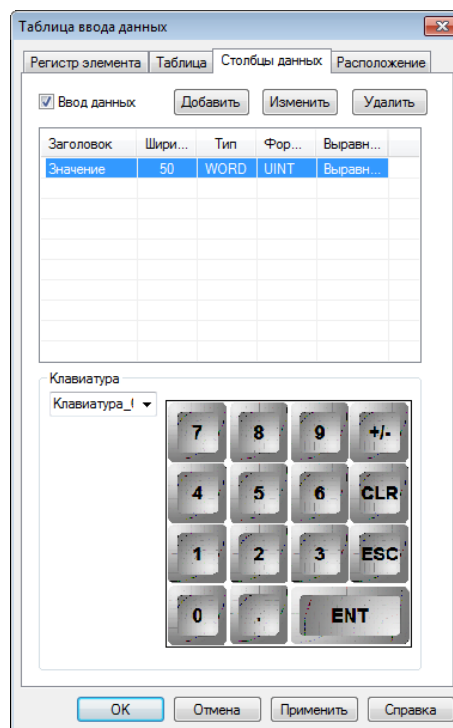 Таблица ввода данных
Регистр элемента Таблица Столбцы данных Расположение
Ввод данных Добавить Изменить Удалить
Заголовок Шири... Тип Фор... Выравн...
Значение 50 WORD UINT Выравн...
Клавиатура
Клавиатура_
7 8 9 +/-
4 5 6 CLR
1 2 3 ESC
0 . ENT
OK Отмена Применить Справка